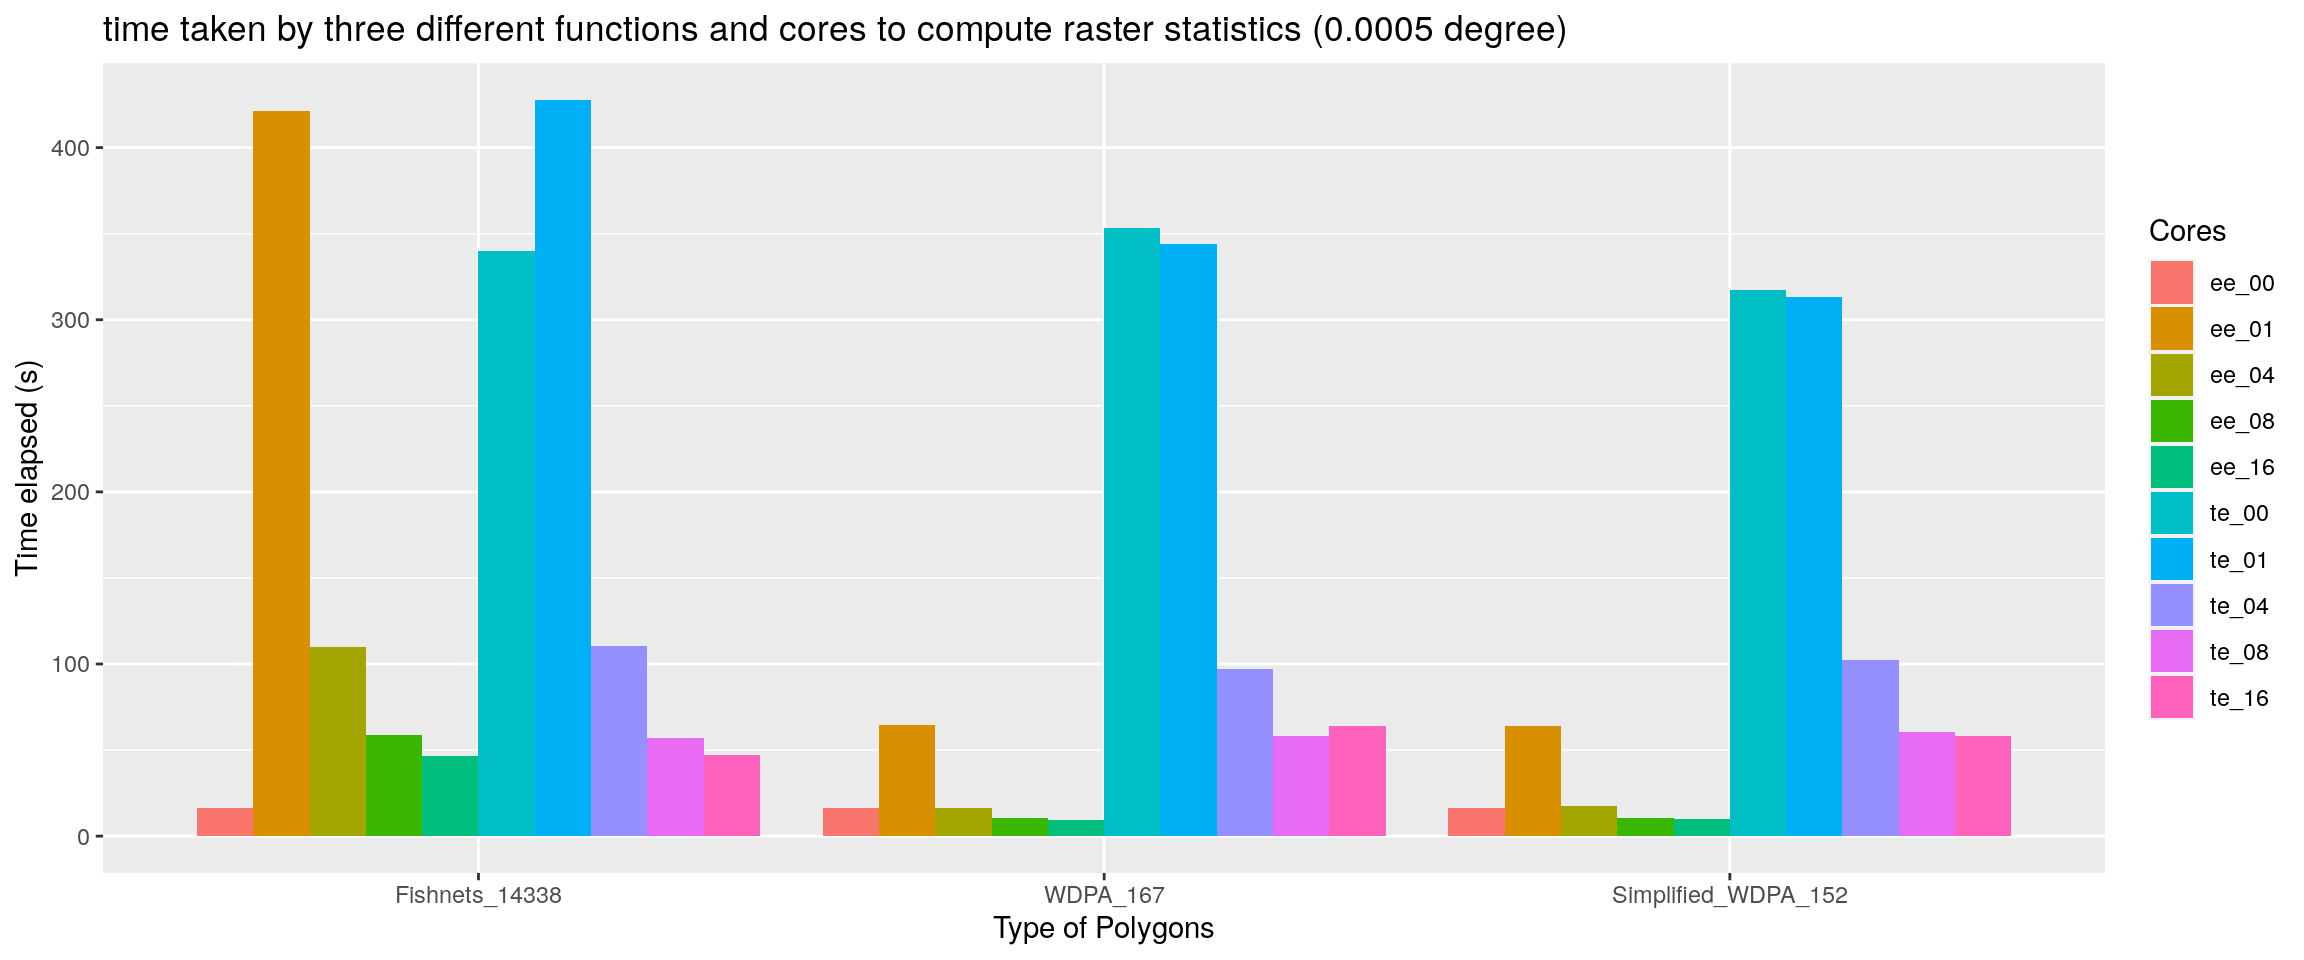 time taken by three different functions and cores to compute raster statistics (0.0005 degree)
Time elapsed (s)
400
300
200
100
0
Fishnets_14338
WDPA_167
Simplified_WDPA_152
Type of Polygons
Cores
ee_00
ee_01
ee_04
ee_08
ee_16
te_00
te_01
te_04
te_08
te_16